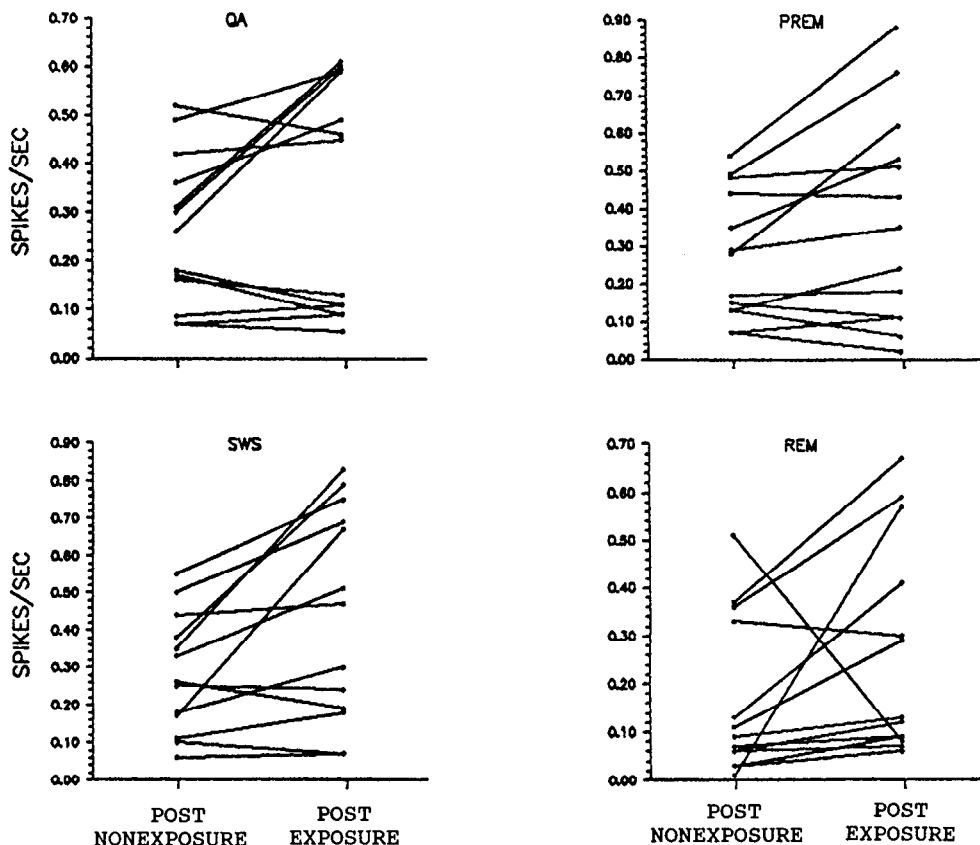 QA
0.70
0.60
0.50
0.40
0.30
0.20
0.10
0.00
SPIKES/SEC
PREM
0.90
0.80
0.70
0.60
0.50
0.40
0.30
0.20
0.10
0.00
SWS
0.90
0.80
0.70
0.60
0.50
0.40
0.30
0.20
0.10
0.00
SPIKES/SEC
POST
NONEXPOSURE
POST
EXPOSURE
REM
0.70
0.60
0.50
0.40
0.30
0.20
0.10
0.00
POST
NONEXPOSURE
POST
EXPOSURE